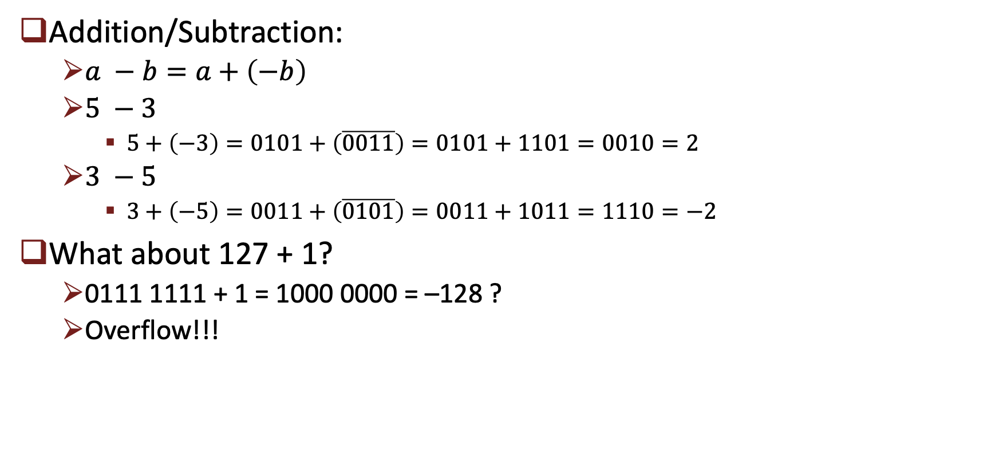 Addition/Subtraction:
a − b = a + (−b)
5 − 3
5 + (−3) = 0101 + (\overline{0011}) = 0101 + 1101 = 0010 = 2
3 − 5
3 + (−5) = 0011 + (\overline{0101}) = 0011 + 1011 = 1110 = −2
What about 127 + 1?
0111 1111 + 1 = 1000 0000 = –128 ?
Overflow!!!